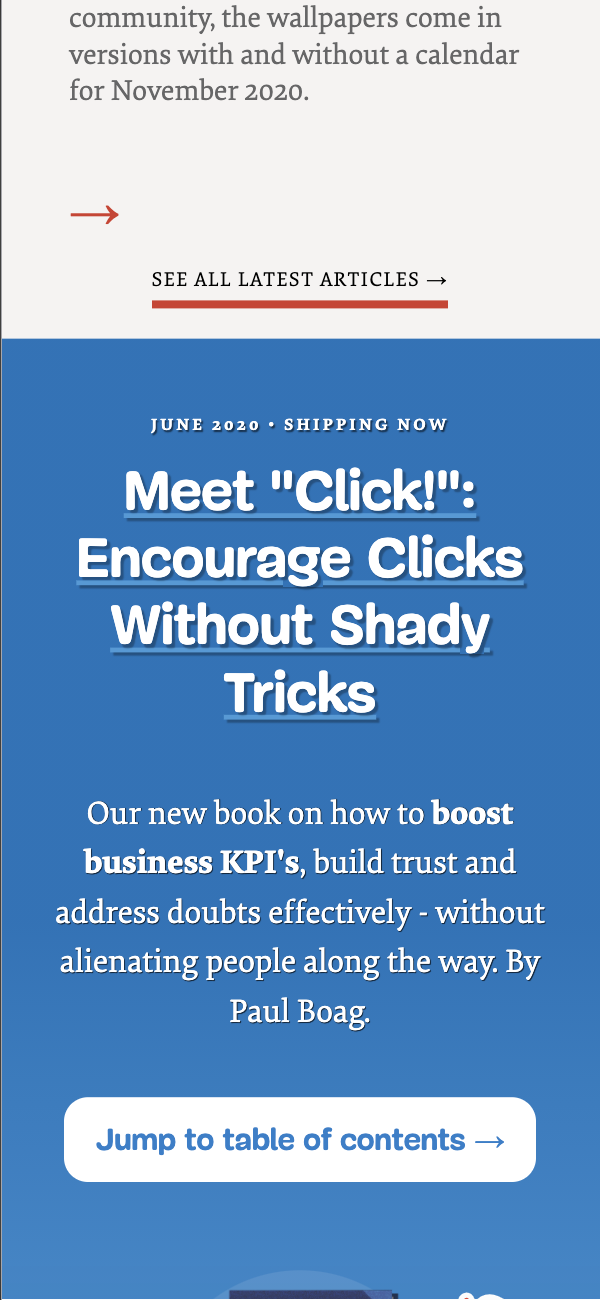 community, the wallpapers come in
versions with and without a calendar
for November 2020.
→
SEE ALL LATEST ARTICLES →
JUNE 2020 • SHIPPING NOW
Meet "Click!":
Encourage Clicks
Without Shady
Tricks
Our new book on how to boost
business KPI's, build trust and
address doubts effectively - without
alienating people along the way. By
Paul Boag.
Jump to table of contents →